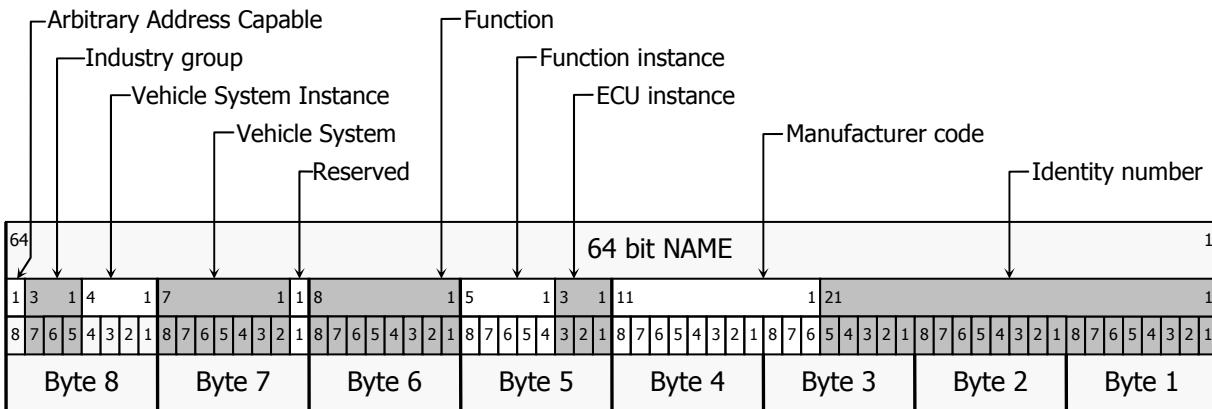 Arbitrary Address Capable Function
Industry group Function instance
Vehicle System Instance ECU instance
Vehicle System Manufacturer code
Reserved Identity number
64 64 bit NAME 1
1 3 1 4 1 7 1 1 8 1 5 1 3 1 11 1 21 1
8 7 6 5 4 3 2 1 8 7 6 5 4 3 2 1 8 7 6 5 4 3 2 1 8 7 6 5 4 3 2 1 8 7 6 5 4 3 2 1 8 7 6 5 4 3 2 1 8 7 6 5 4 3 2 1 8 7 6 5 4 3 2 1
Byte 8 Byte 7 Byte 6 Byte 5 Byte 4 Byte 3 Byte 2 Byte 1